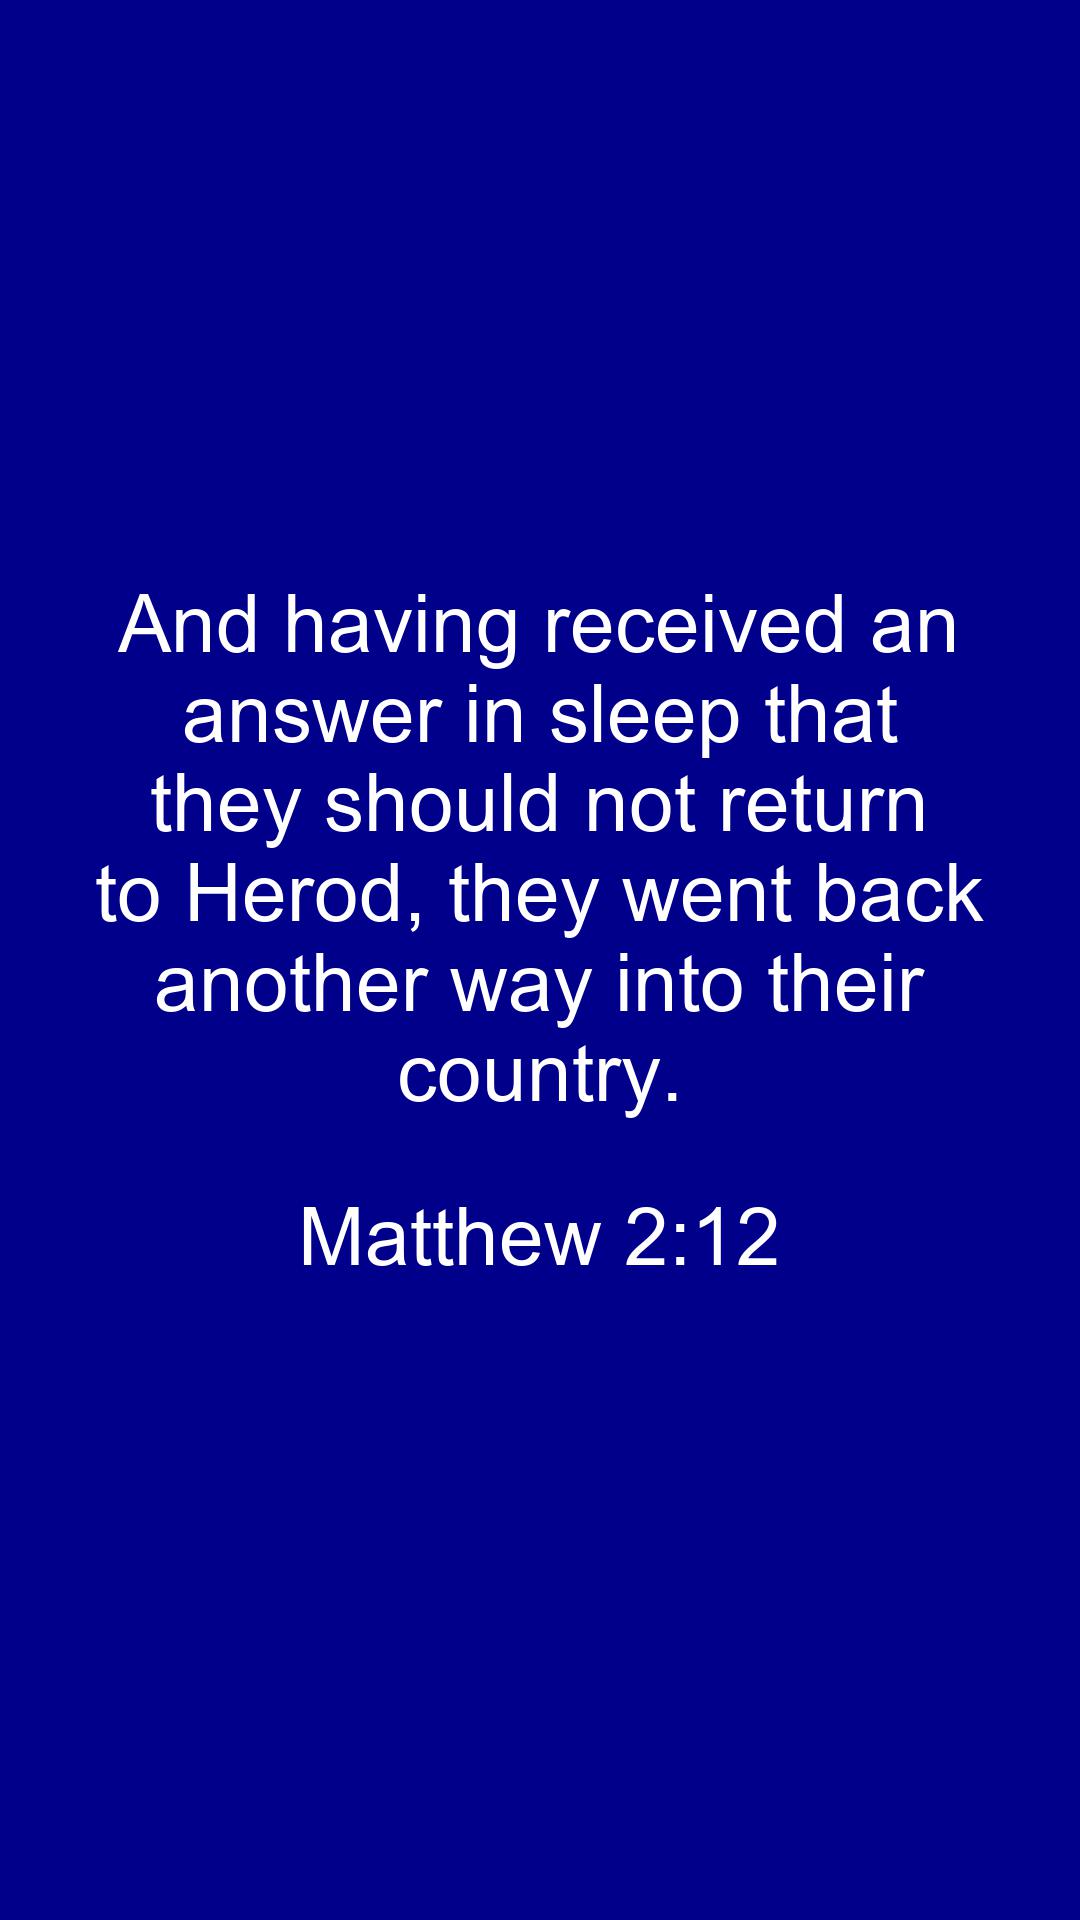 And having received an
answer in sleep that
they should not return
to Herod, they went back
another way into their
country.
Matthew 2:12